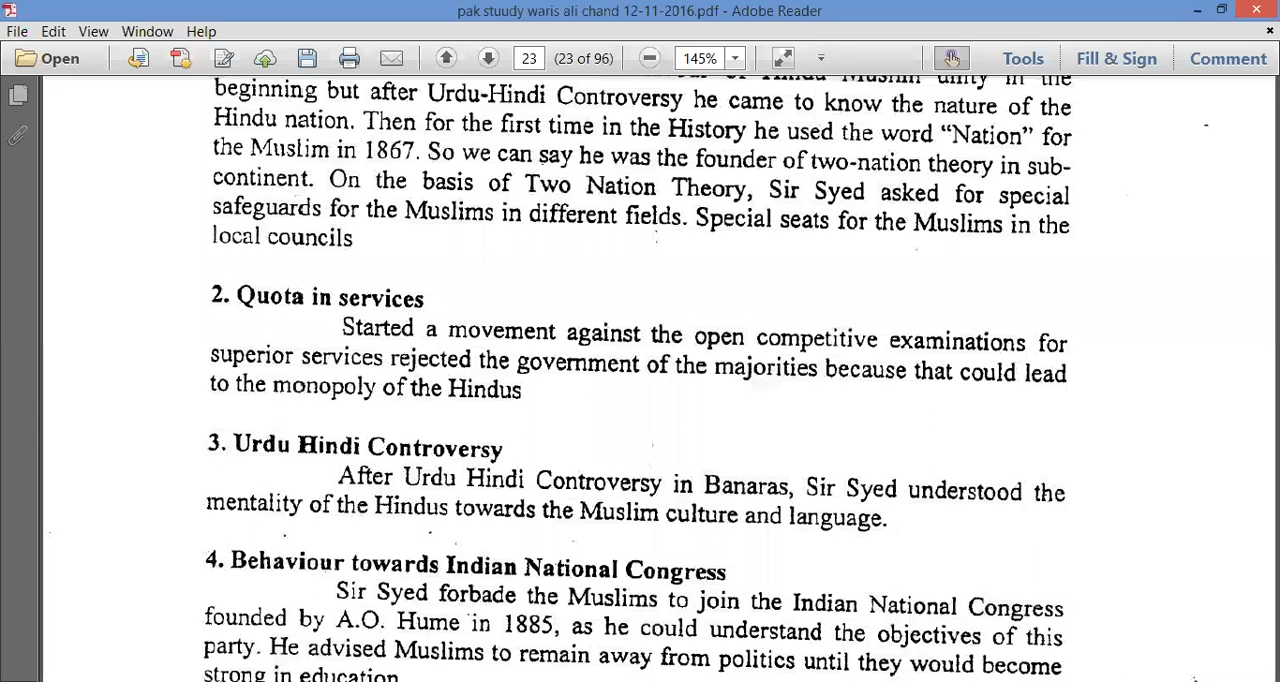 pak stuudy waris ali chand 12-11-2016.pdf - Adobe Reader
File Edit View Window Help
Open 23 (23 of 96) 145% Tools Fill & Sign Comment
of Hindu Muslim unity in the
beginning but after Urdu-Hindi Controversy he came to know the nature of the
Hindu nation. Then for the first time in the History he used the word “Nation” for
the Muslim in 1867. So we can say he was the founder of two-nation theory in sub-
continent. On the basis of Two Nation Theory, Sir Syed asked for special
safeguards for the Muslims in different fields. Special seats for the Muslims in the
local councils
2. Quota in services
Started a movement against the open competitive examinations for
superior services rejected the government of the majorities because that could lead
to the monopoly of the Hindus
3. Urdu Hindi Controversy
After Urdu Hindi Controversy in Banaras, Sir Syed understood the
mentality of the Hindus towards the Muslim culture and language.
4. Behaviour towards Indian National Congress
Sir Syed forbade the Muslims to join the Indian National Congress
founded by A.O. Hume in 1885, as he could understand the objectives of this
party. He advised Muslims to remain away from politics until they would become
strong in education